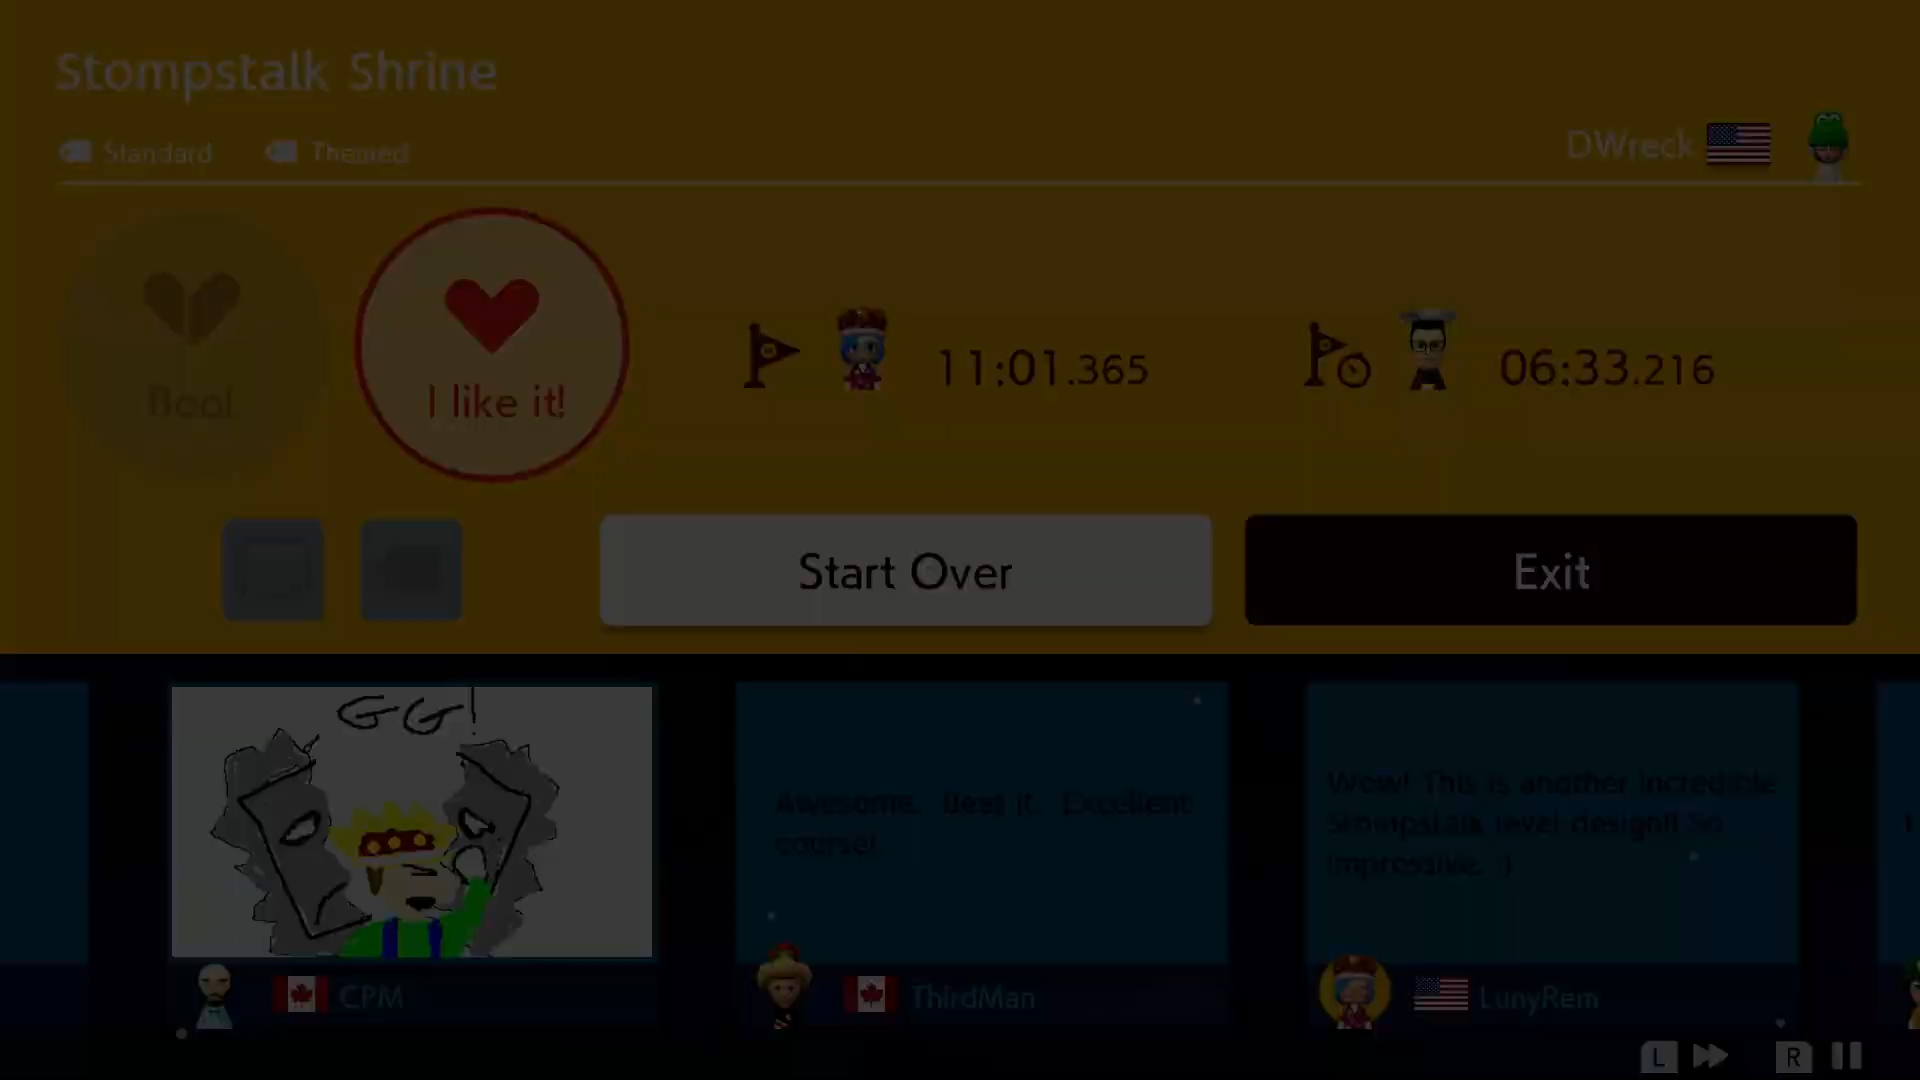 Stompstalk Shrine
Standard Themed
DWreck
Boo! I like it!
11:01.365 06:33.216
Start Over Exit
GG!
Awesome. Beat it. Excellent
course!
Wow! This is another incredible
Stompstalk level design!! So
impressive. :)
CPM ThirdMan LunyRem
L R